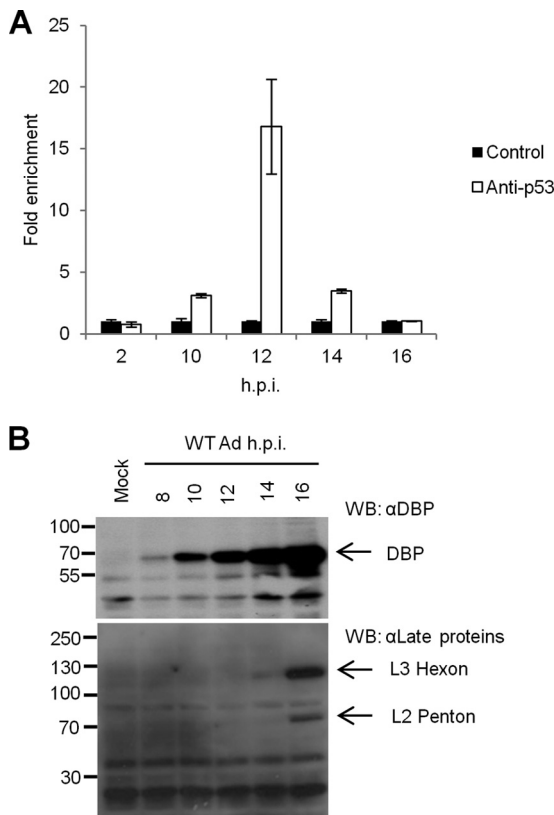 A
25
20
15
10
5
0
Fold enrichment
2 10 12 14 16
h.p.i.
Control
Anti-p53
B
WT Ad h.p.i.
Mock 8 10 12 14 16
WB: αDBP
100
70
55
DBP
WB: αLate proteins
250
130
100
70
30
L3 Hexon
L2 Penton